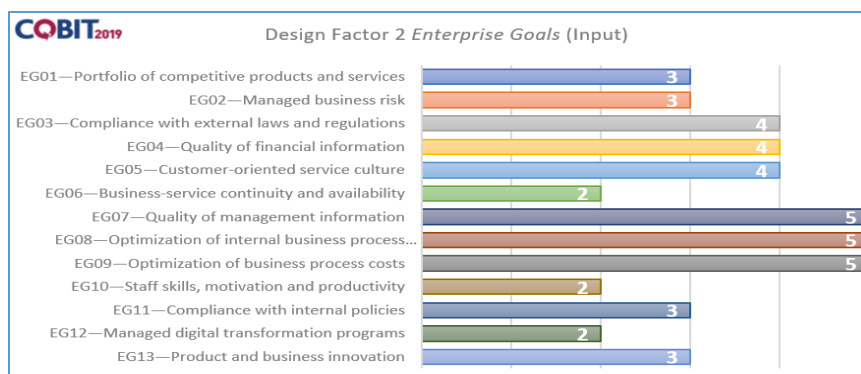 COBIT2019
Design Factor 2 Enterprise Goals (Input)
EG01—Portfolio of competitive products and services 3
EG02—Managed business risk 3
EG03—Compliance with external laws and regulations 4
EG04—Quality of financial information 4
EG05—Customer-oriented service culture 4
EG06—Business-service continuity and availability 2
EG07—Quality of management information 5
EG08—Optimization of internal business process... 5
EG09—Optimization of business process costs 5
EG10—Staff skills, motivation and productivity 2
EG11—Compliance with internal policies 3
EG12—Managed digital transformation programs 2
EG13—Product and business innovation 3